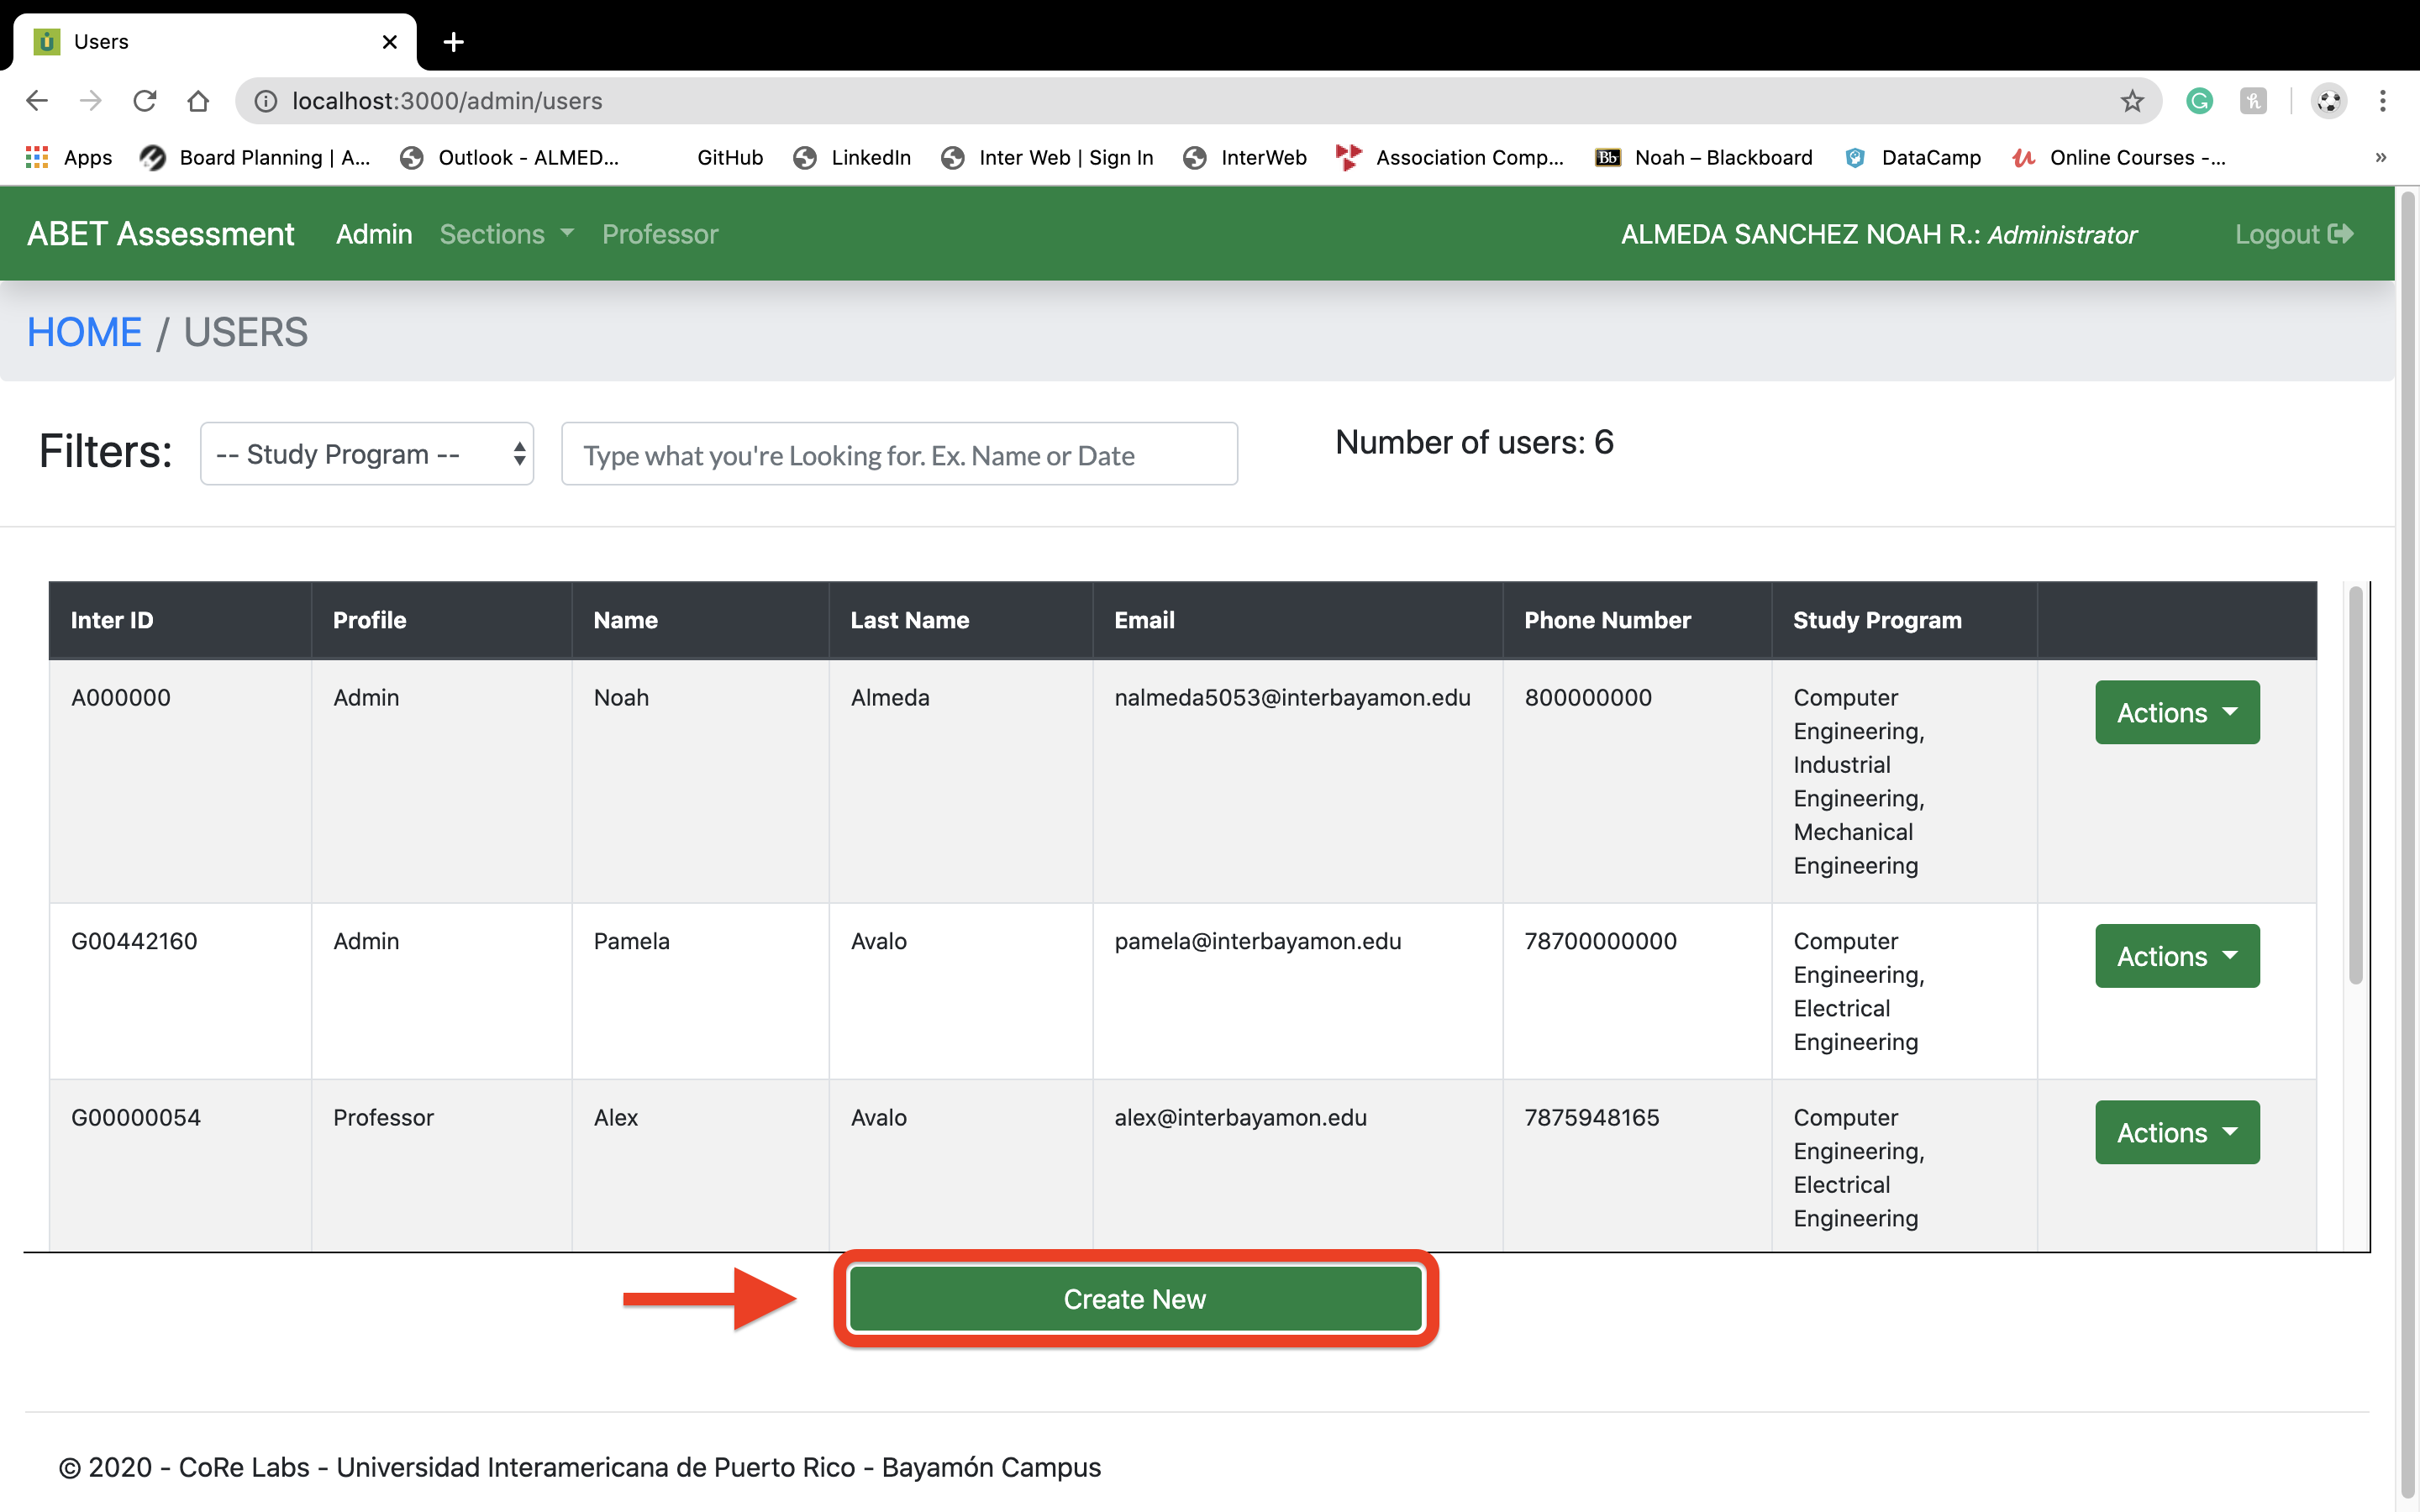 Users
localhost:3000/admin/users
Apps
Board Planning | A...
Outlook - ALMED...
GitHub
LinkedIn
Inter Web | Sign In
InterWeb
Association Comp...
Bb
Noah – Blackboard
DataCamp
Online Courses -...
»
ABET Assessment Admin Sections Professor ALMEDA SANCHEZ NOAH R.: Administrator Logout
HOME / USERS
Filters: -- Study Program -- Type what you're Looking for. Ex. Name or Date Number of users: 6
Inter ID Profile Name Last Name Email Phone Number Study Program
A000000 Admin Noah Almeda nalmeda5053@interbayamon.edu 800000000 Computer Actions
Engineering,
Industrial
Engineering,
Mechanical
Engineering
G00442160 Admin Pamela Avalo pamela@interbayamon.edu 78700000000 Computer Actions
Engineering,
Electrical
Engineering
G00000054 Professor Alex Avalo alex@interbayamon.edu 7875948165 Computer Actions
Engineering,
Electrical
Engineering
Create New
© 2020 - CoRe Labs - Universidad Interamericana de Puerto Rico - Bayamón Campus